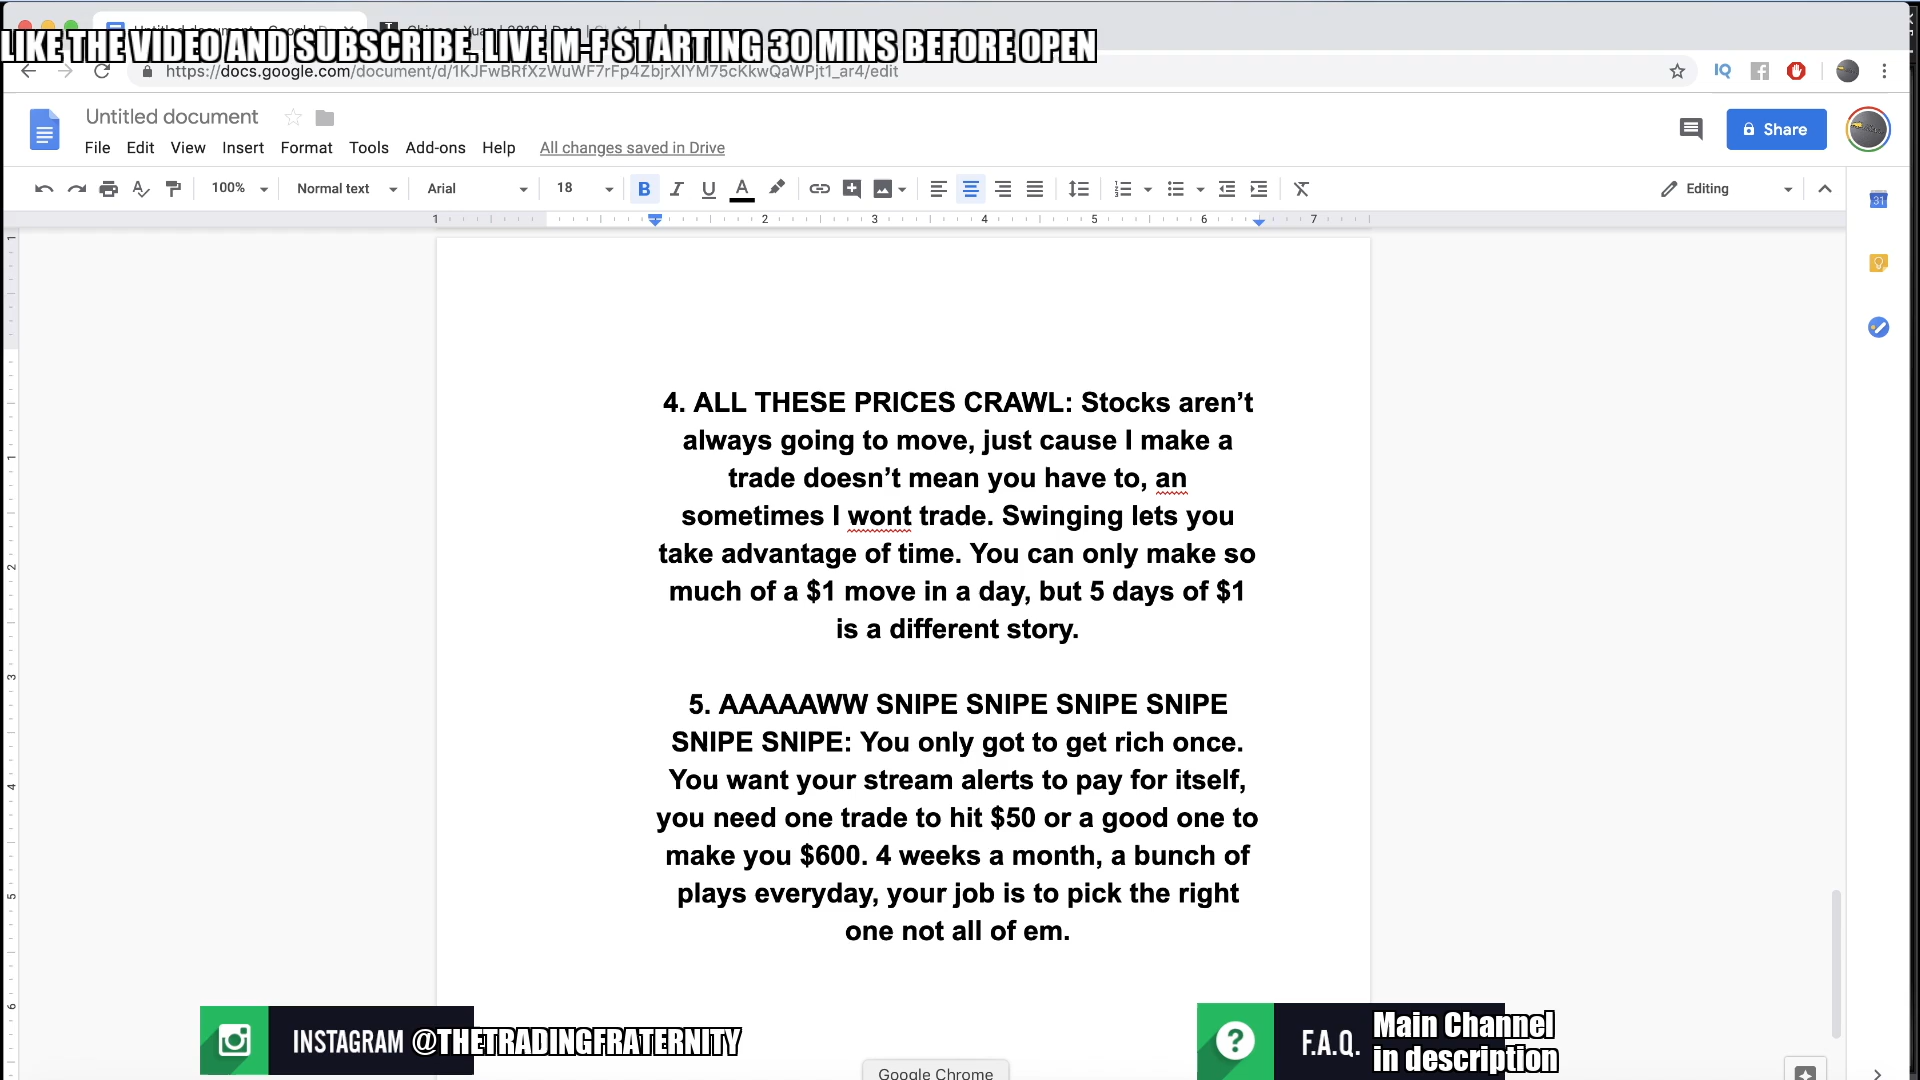 LIKE THE VIDEO AND SUBSCRIBE. LIVE M-F STARTING 30 MINS BEFORE OPEN
https://docs.google.com/document/d/1KJFwBRfXzWuWF7rFp4ZbjrXIYM75cKkwQaWPjt1_ar4/edit
Untitled document
File Edit View Insert Format Tools Add-ons Help All changes saved in Drive
Share
100% Normal text Arial 18 B I U A Editing
1 1 2 3 4 5 6 7
4. ALL THESE PRICES CRAWL: Stocks aren’t
always going to move, just cause I make a
trade doesn’t mean you have to, an
sometimes I wont trade. Swinging lets you
take advantage of time. You can only make so
much of a $1 move in a day, but 5 days of $1
is a different story.
5. AAAAAWW SNIPE SNIPE SNIPE SNIPE
SNIPE SNIPE: You only got to get rich once.
You want your stream alerts to pay for itself,
you need one trade to hit $50 or a good one to
make you $600. 4 weeks a month, a bunch of
plays everyday, your job is to pick the right
one not all of em.
INSTAGRAM @THETRADINGFRATERNITY
F.A.Q. Main Channel
in description
Google Chrome